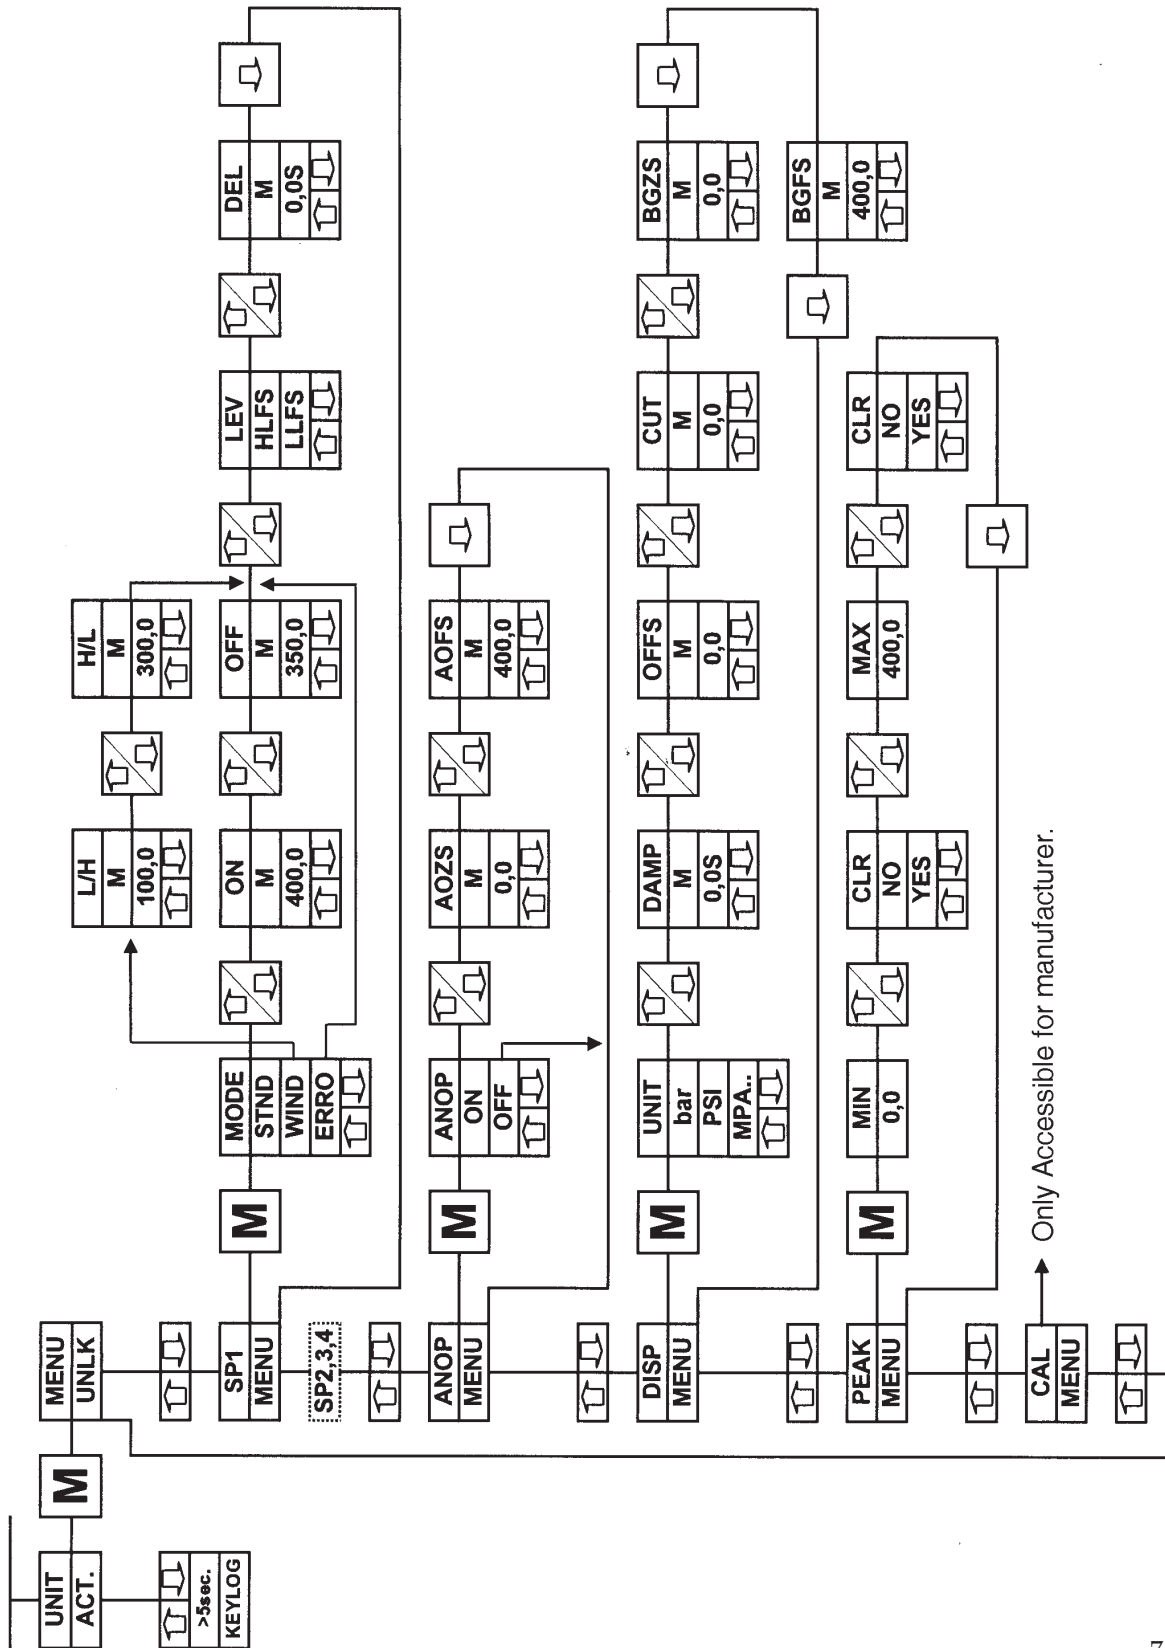 UNIT
ACT.
>5sec.
KEYLOG
M
MENU
UNLK
SP1
MENU
M
MODE
STND
WIND
ERRO
L/H
M
100,0
H/L
M
300,0
ON
M
400,0
OFF
M
350,0
LEV
HLFS
LLFS
DEL
M
0,0S
SP2,3,4
ANOP
MENU
M
ANOP
ON
OFF
AOZS
M
0,0
AOFS
M
400,0
DISP
MENU
M
UNIT
bar
PSI
MPA..
DAMP
M
0,0S
OFFS
M
0,0
CUT
M
0,0
BGZS
M
0,0
BGFS
M
400,0
PEAK
MENU
M
MIN
0,0
CLR
NO
YES
MAX
400,0
CLR
NO
YES
CAL
MENU
Only Accessible for manufacturer.